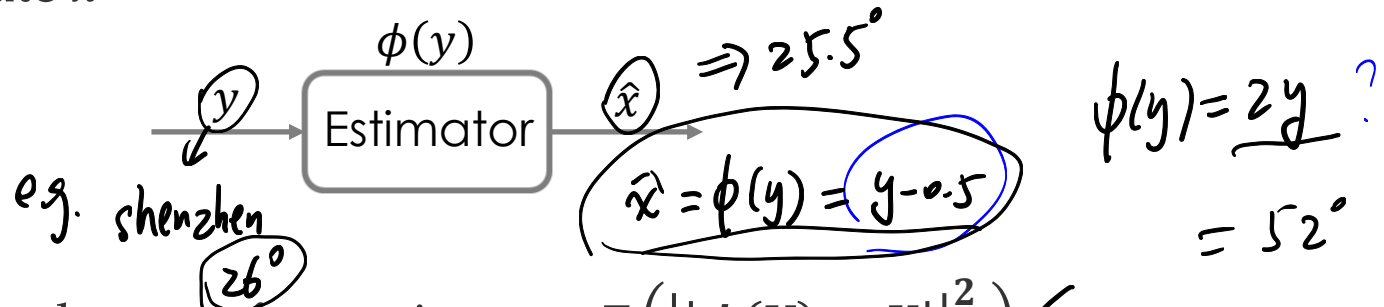 ϕ(y)
⇒ 25.5°
y
Estimator
x̂
ϕ(y) = 2y ?
e.g. shenzhen
x̂ = ϕ(y) = y-0.5
= 52°
26°